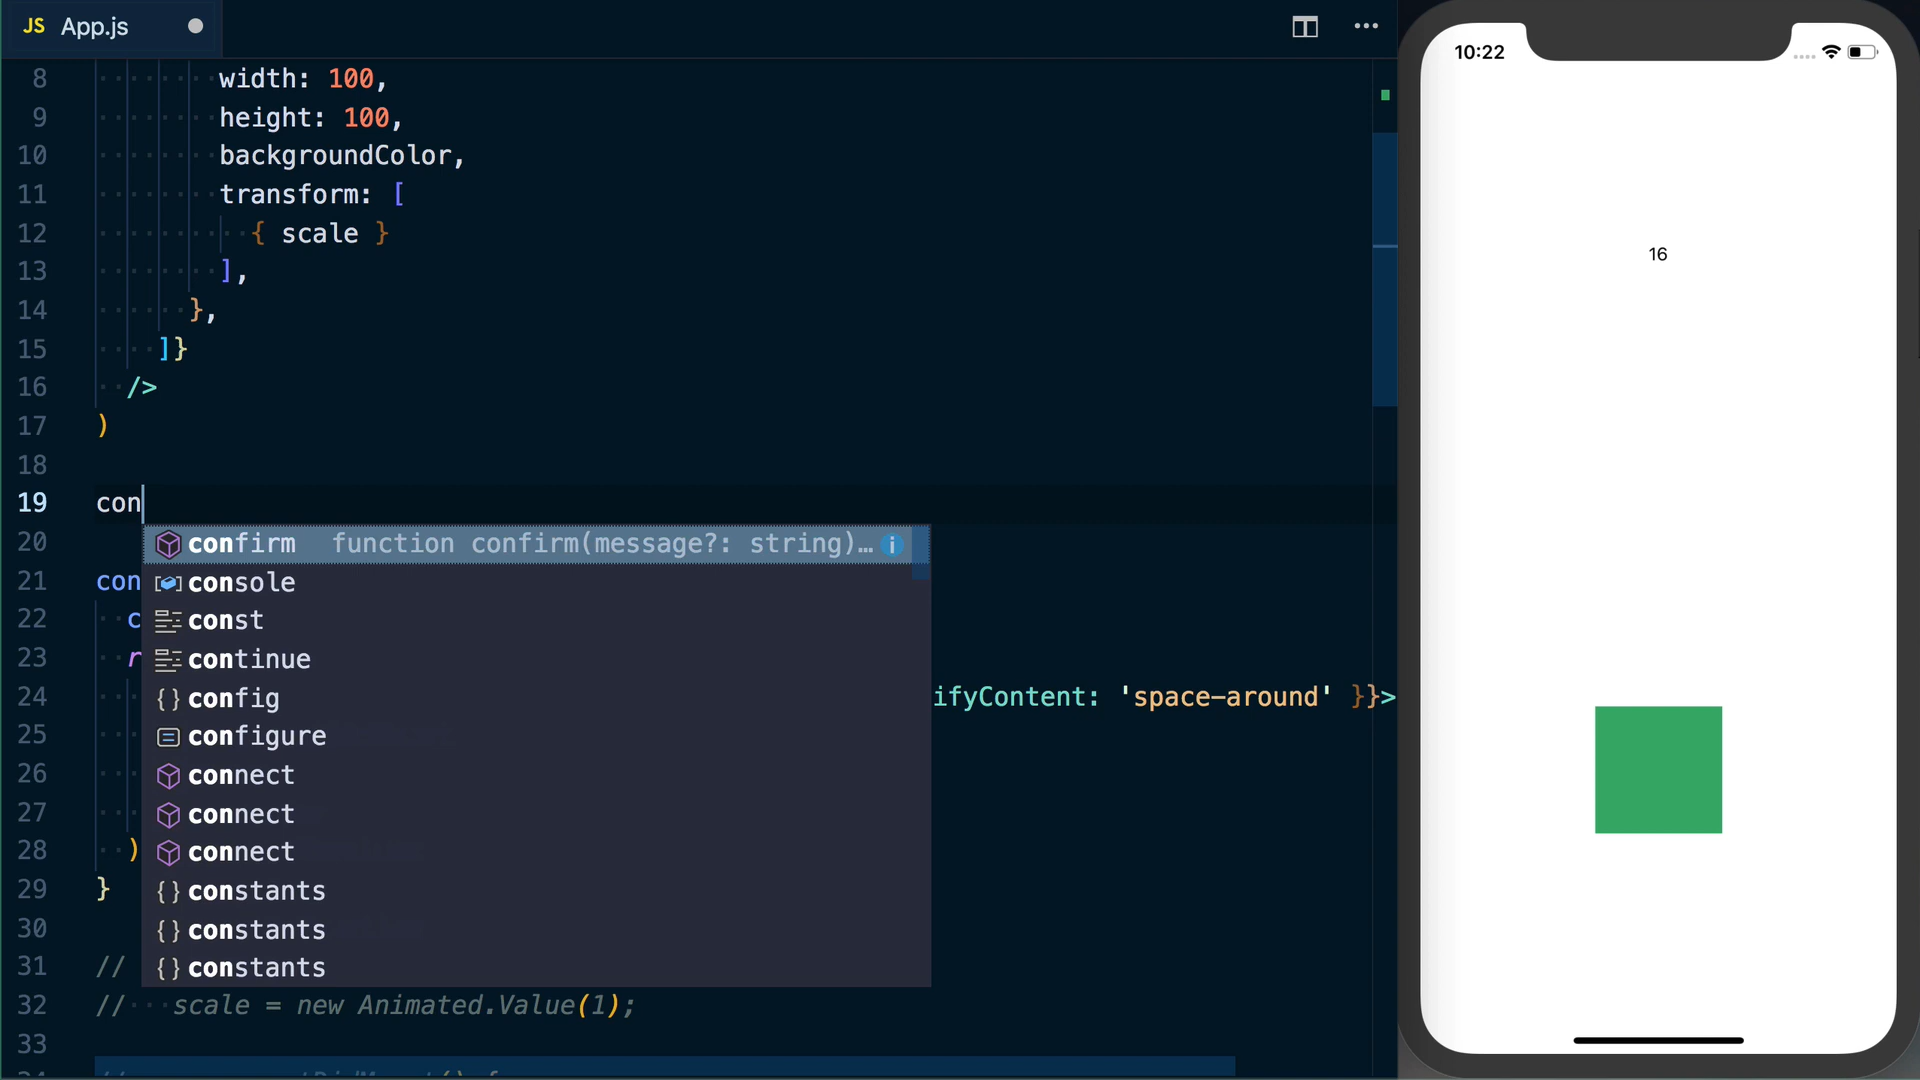 JS App.js
8 width: 100,
9 height: 100,
10 backgroundColor,
11 transform: [
12 { scale }
13 ],
14 },
15 ]}
16 />
17 )
18
19 con
20
21 con
22 c
23 r
24 ifyContent: 'space-around' }}>
25
26
27
28 )
29 }
30
31 //
32 // scale = new Animated.Value(1);
33
confirm function confirm(message?: string)…
console
const
continue
config
configure
connect
connect
connect
constants
constants
constants
10:22
16